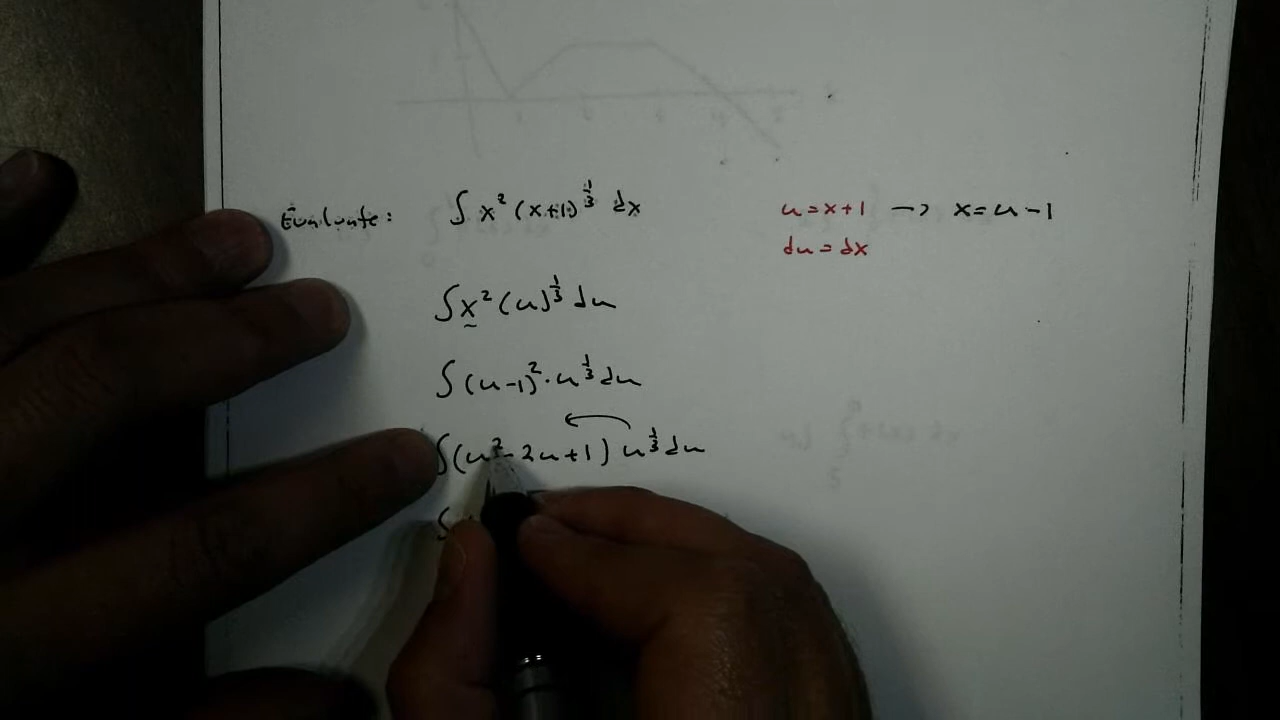 Evaluate: ∫ x² (x+1)^{1/3} dx u = x+1 → x = u-1
du = dx
∫ x² (u)^{1/3} du
∫ (u-1)² · u^{1/3} du
∫ (u² - 2u + 1) u^{1/3} du
∫